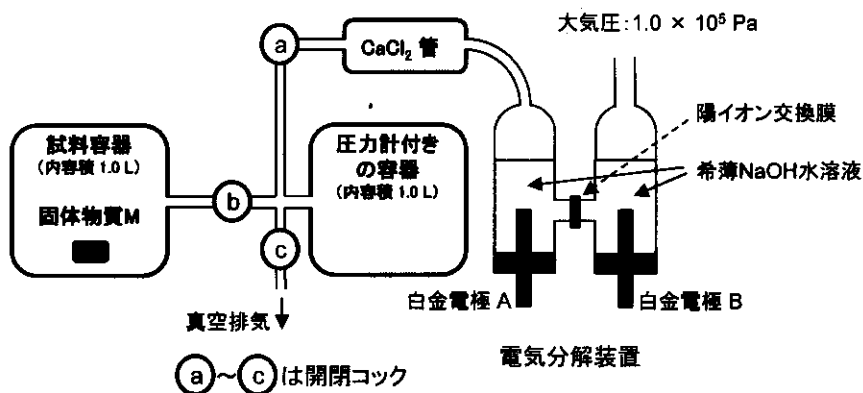 大気圧:1.0 × 10⁵ Pa
ⓐ
CaCl₂ 管
陽イオン交換膜
試料容器
(内容積 1.0 L)
圧力計付き
の容器
(内容積 1.0 L)
希薄NaOH水溶液
固体物質M
ⓑ
ⓒ
白金電極 A
白金電極 B
真空排気
電気分解装置
ⓐ~ⓒは開閉コック